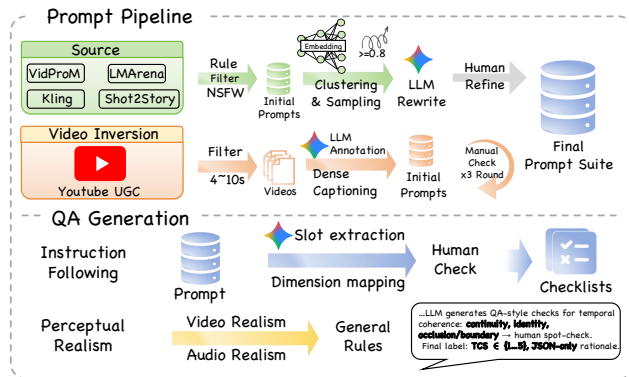 Prompt Pipeline
Source
VidProM
LMArena
Kling
Shot2Story
Rule
Filter
NSFW
Initial
Prompts
Embedding
>=0.8
Clustering
& Sampling
LLM
Rewrite
Human
Refine
Final
Prompt Suite
Video Inversion
Youtube UGC
Filter
4~10s
Videos
LLM
Annotation
Dense
Captioning
Initial
Prompts
Manual
Check
x3 Round
QA Generation
Instruction
Following
Prompt
Slot extraction
Dimension mapping
Human
Check
Checklists
Perceptual
Realism
Video Realism
Audio Realism
General
Rules
...LLM generates QA-style checks for temporal
coherence: continuity, identity,
occlusion/boundary → human spot-check.
Final label: TCS ∈ {1...5}, JSON-only rationale.